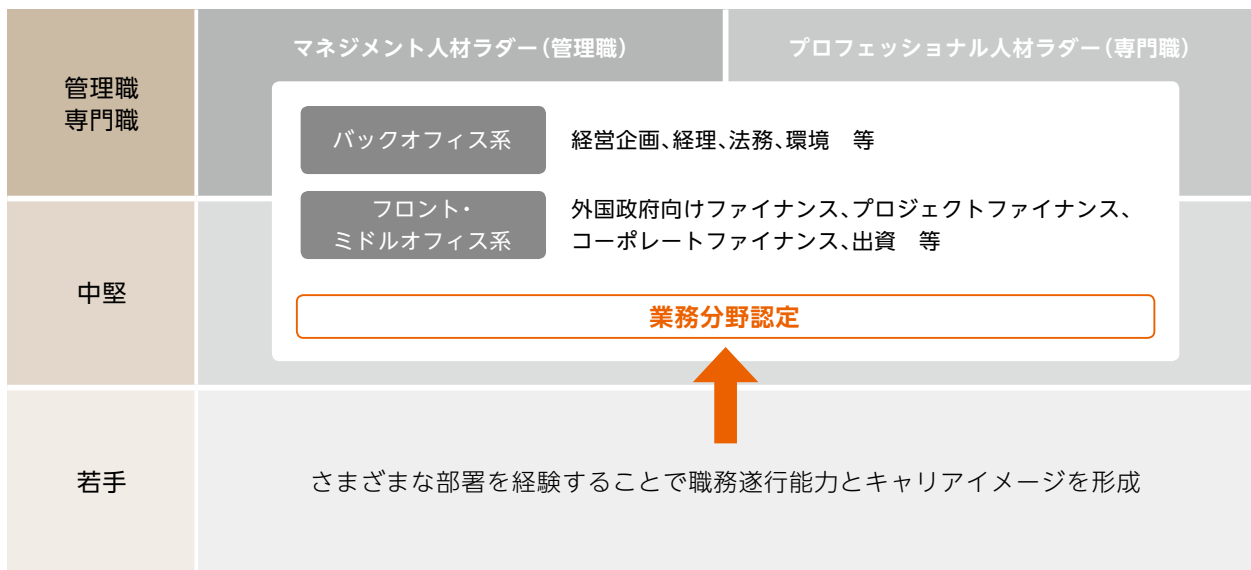 管理職
専門職
マネジメント人材ラダー（管理職）
プロフェッショナル人材ラダー（専門職）
バックオフィス系
経営企画、経理、法務、環境　等
フロント・
ミドルオフィス系
外国政府向けファイナンス、プロジェクトファイナンス、
コーポレートファイナンス、出資　等
中堅
業務分野認定
若手
さまざまな部署を経験することで職務遂行能力とキャリアイメージを形成